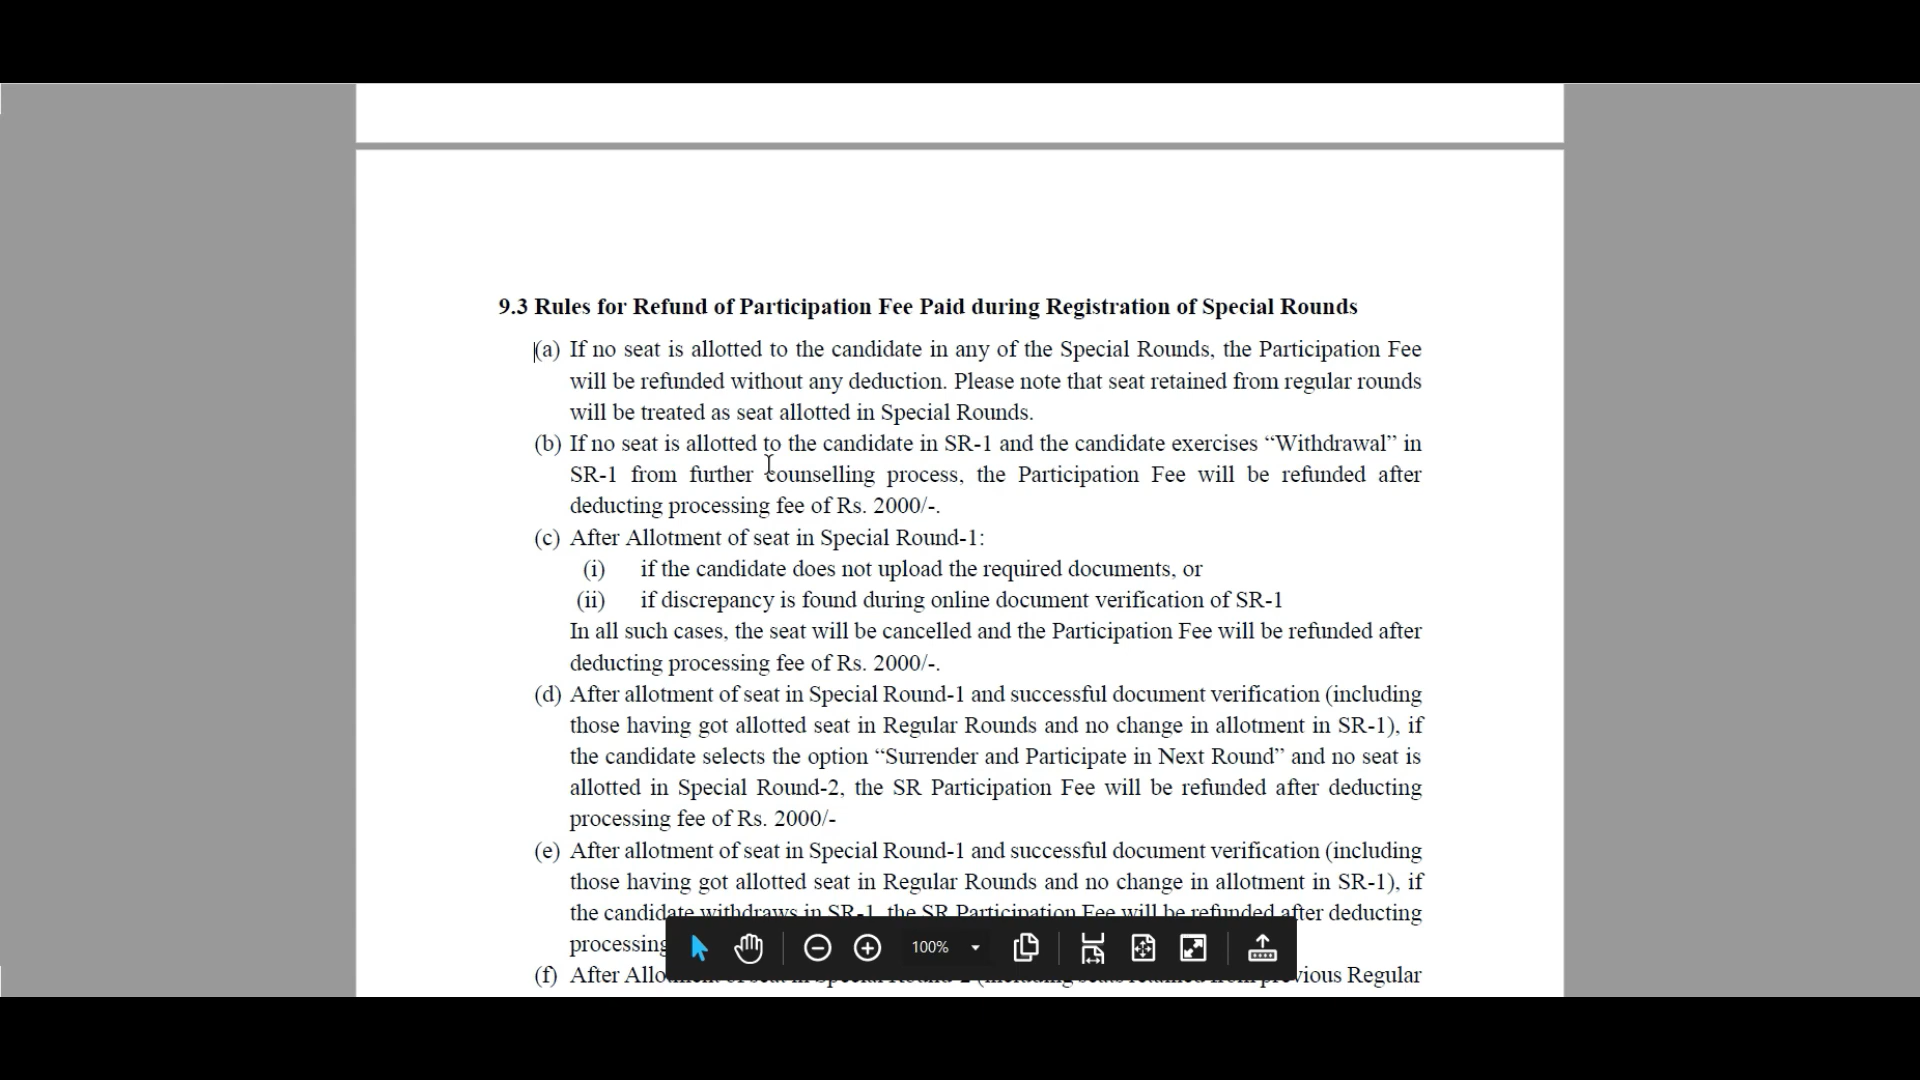 9.3 Rules for Refund of Participation Fee Paid during Registration of Special Rounds
(a) If no seat is allotted to the candidate in any of the Special Rounds, the Participation Fee
will be refunded without any deduction. Please note that seat retained from regular rounds
will be treated as seat allotted in Special Rounds.
(b) If no seat is allotted to the candidate in SR-1 and the candidate exercises “Withdrawal” in
SR-1 from further counselling process, the Participation Fee will be refunded after
deducting processing fee of Rs. 2000/-.
(c) After Allotment of seat in Special Round-1:
(i) if the candidate does not upload the required documents, or
(ii) if discrepancy is found during online document verification of SR-1
In all such cases, the seat will be cancelled and the Participation Fee will be refunded after
deducting processing fee of Rs. 2000/-.
(d) After allotment of seat in Special Round-1 and successful document verification (including
those having got allotted seat in Regular Rounds and no change in allotment in SR-1), if
the candidate selects the option “Surrender and Participate in Next Round” and no seat is
allotted in Special Round-2, the SR Participation Fee will be refunded after deducting
processing fee of Rs. 2000/-
(e) After allotment of seat in Special Round-1 and successful document verification (including
those having got allotted seat in Regular Rounds and no change in allotment in SR-1), if
the candidate withdraws in SR-1, the SR Participation Fee will be refunded after deducting
processing
100%
(f) After Regular